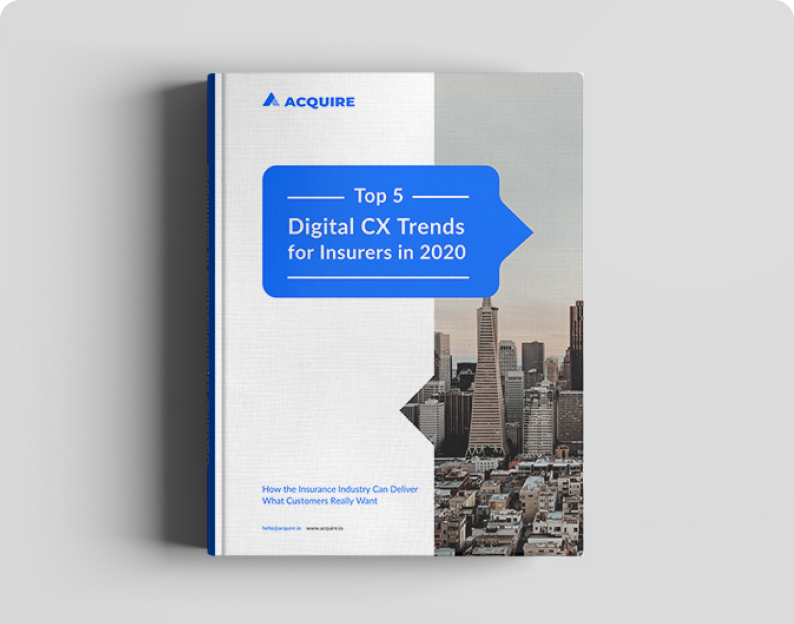 ACQUIRE
Top 5
Digital CX Trends
for Insurers in 2020
How the Insurance Industry Can Deliver
What Customers Really Want
hello@acquire.io www.acquire.io